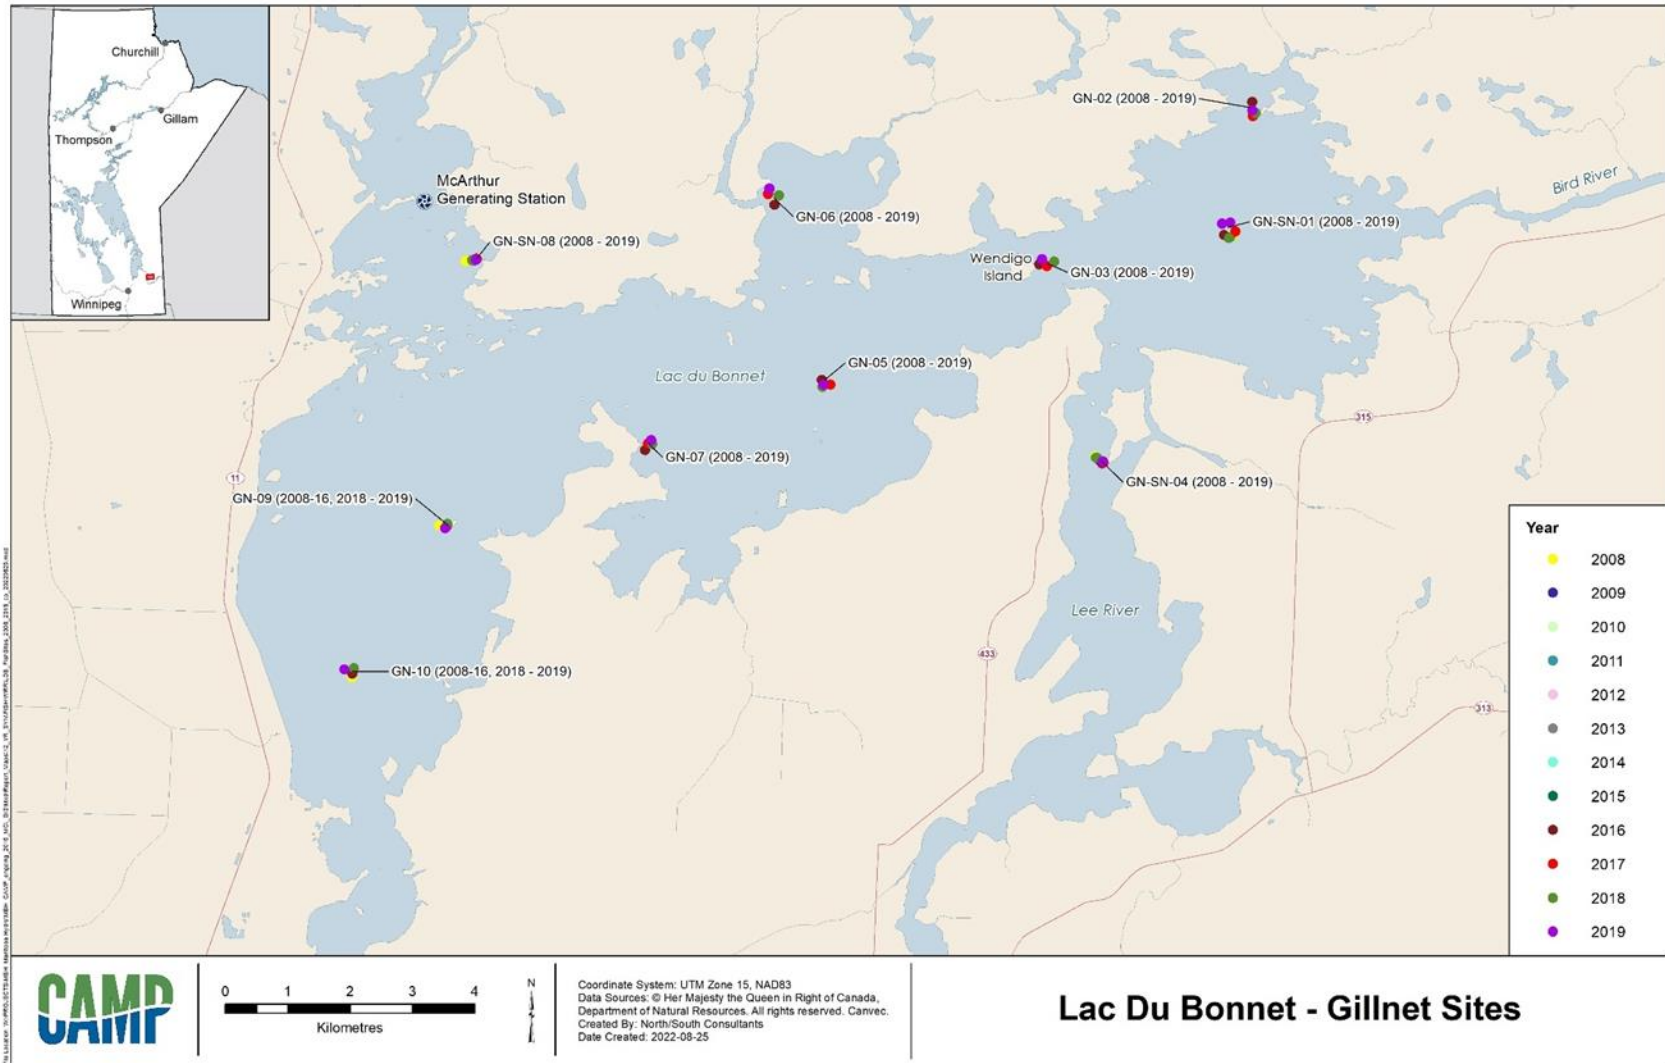 Churchill
Gillam
Thompson
Winnipeg
McArthur
Generating Station
GN-SN-08 (2008 - 2019)
GN-06 (2008 - 2019)
GN-02 (2008 - 2019)
Bird River
GN-SN-01 (2008 - 2019)
Wendigo
Island
GN-03 (2008 - 2019)
Lac du Bonnet
GN-05 (2008 - 2019)
315
GN-07 (2008 - 2019)
11
GN-SN-04 (2008 - 2019)
GN-09 (2008-16, 2018 - 2019)
Lee River
433
GN-10 (2008-16, 2018 - 2019)
313
Year
2008
2009
2010
2011
2012
2013
2014
2015
2016
2017
2018
2019
CAMP
0 1 2 3 4
Kilometres
N
Coordinate System: UTM Zone 15, NAD83
Data Sources: © Her Majesty the Queen in Right of Canada,
Department of Natural Resources. All rights reserved. Canvec.
Created By: North/South Consultants
Date Created: 2022-08-25
Lac Du Bonnet - Gillnet Sites